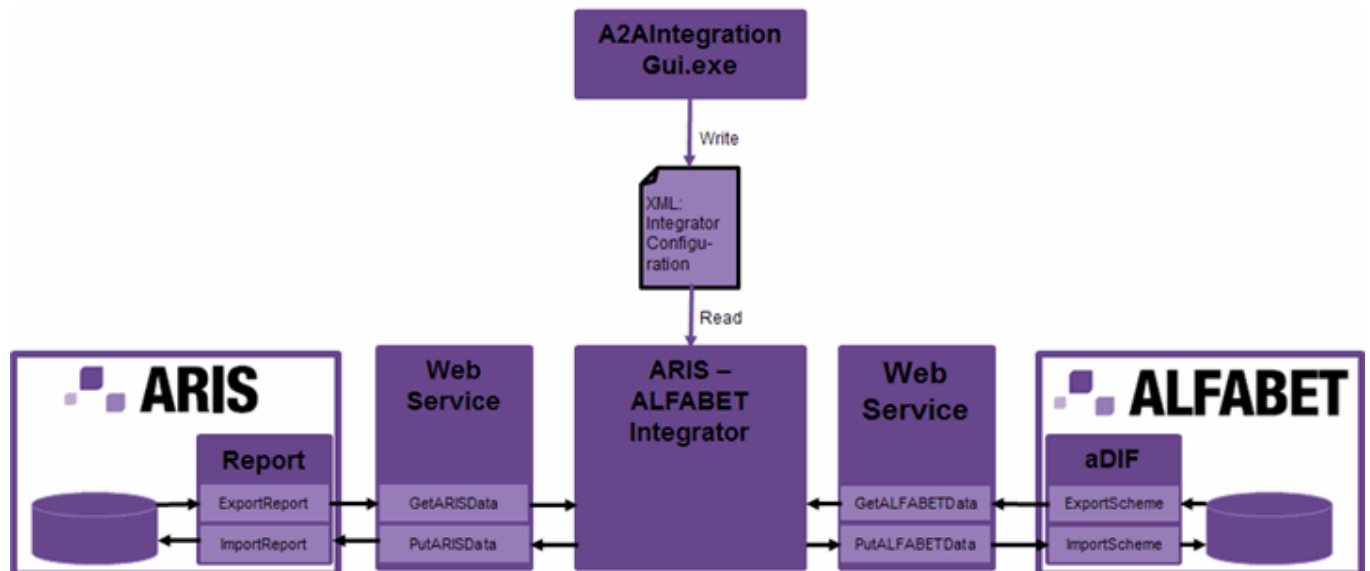 A2AIntegration
Gui.exe
Write
XML:
Integrator
Configu-
ration
Read
ARIS
Report
ExportReport
ImportReport
Web
Service
GetARISData
PutARISData
ARIS –
ALFABET
Integrator
Web
Service
GetALFABETData
PutALFABETData
ALFABET
aDIF
ExportScheme
ImportScheme